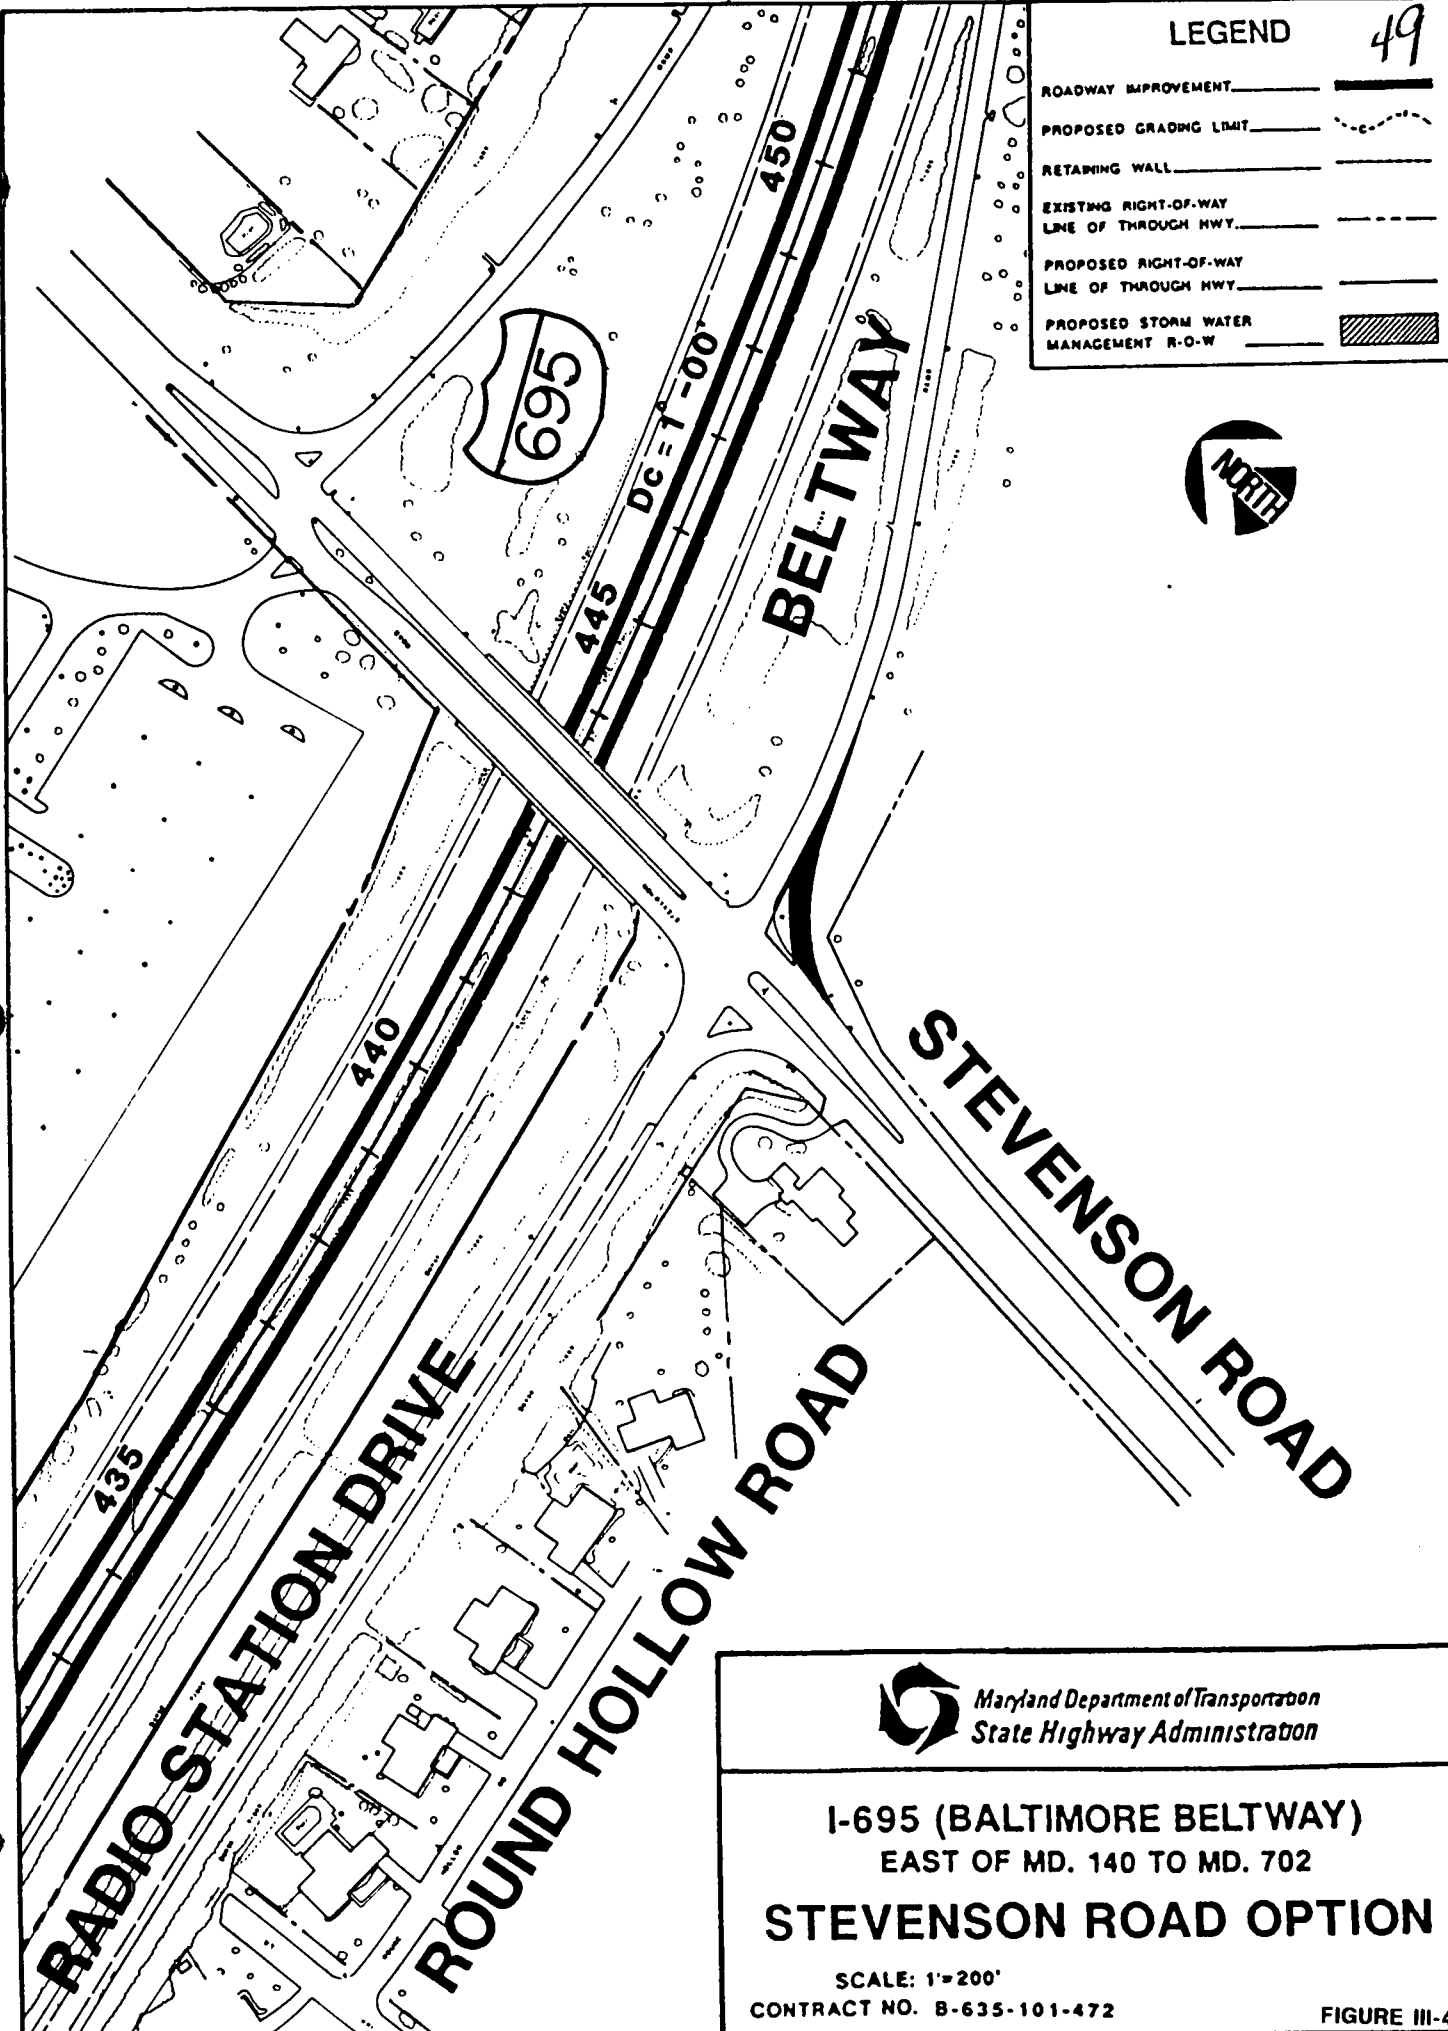 LEGEND
49
ROADWAY IMPROVEMENT
PROPOSED GRADING LIMIT
RETAINING WALL
EXISTING RIGHT-OF-WAY
LINE OF THROUGH HWY.
PROPOSED RIGHT-OF-WAY
LINE OF THROUGH HWY
PROPOSED STORM WATER
MANAGEMENT R-O-W
NORTH
450
695
Dc = 1°-00'
BELTWAY
445
440
435
STEVENSON ROAD
RADIO STATION DRIVE
ROUND HOLLOW ROAD
Maryland Department of Transportation
State Highway Administration
I-695 (BALTIMORE BELTWAY)
EAST OF MD. 140 TO MD. 702
STEVENSON ROAD OPTION
SCALE: 1"=200'
CONTRACT NO. B-635-101-472
FIGURE III-4